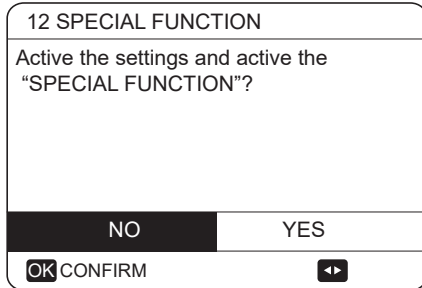 12 SPECIAL FUNCTION
Active the settings and active the
“SPECIAL FUNCTION”?
NO YES
OK CONFIRM